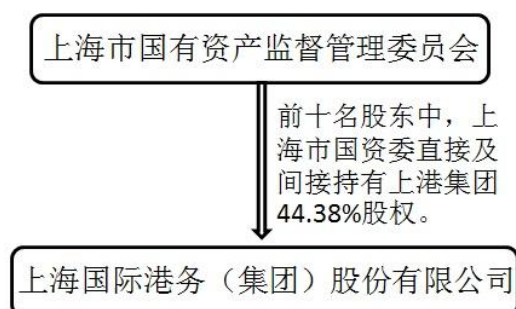 上海市国有资产监督管理委员会
前十名股东中，上
海市国资委直接及
间接持有上港集团
44.38%股权。
上海国际港务（集团）股份有限公司